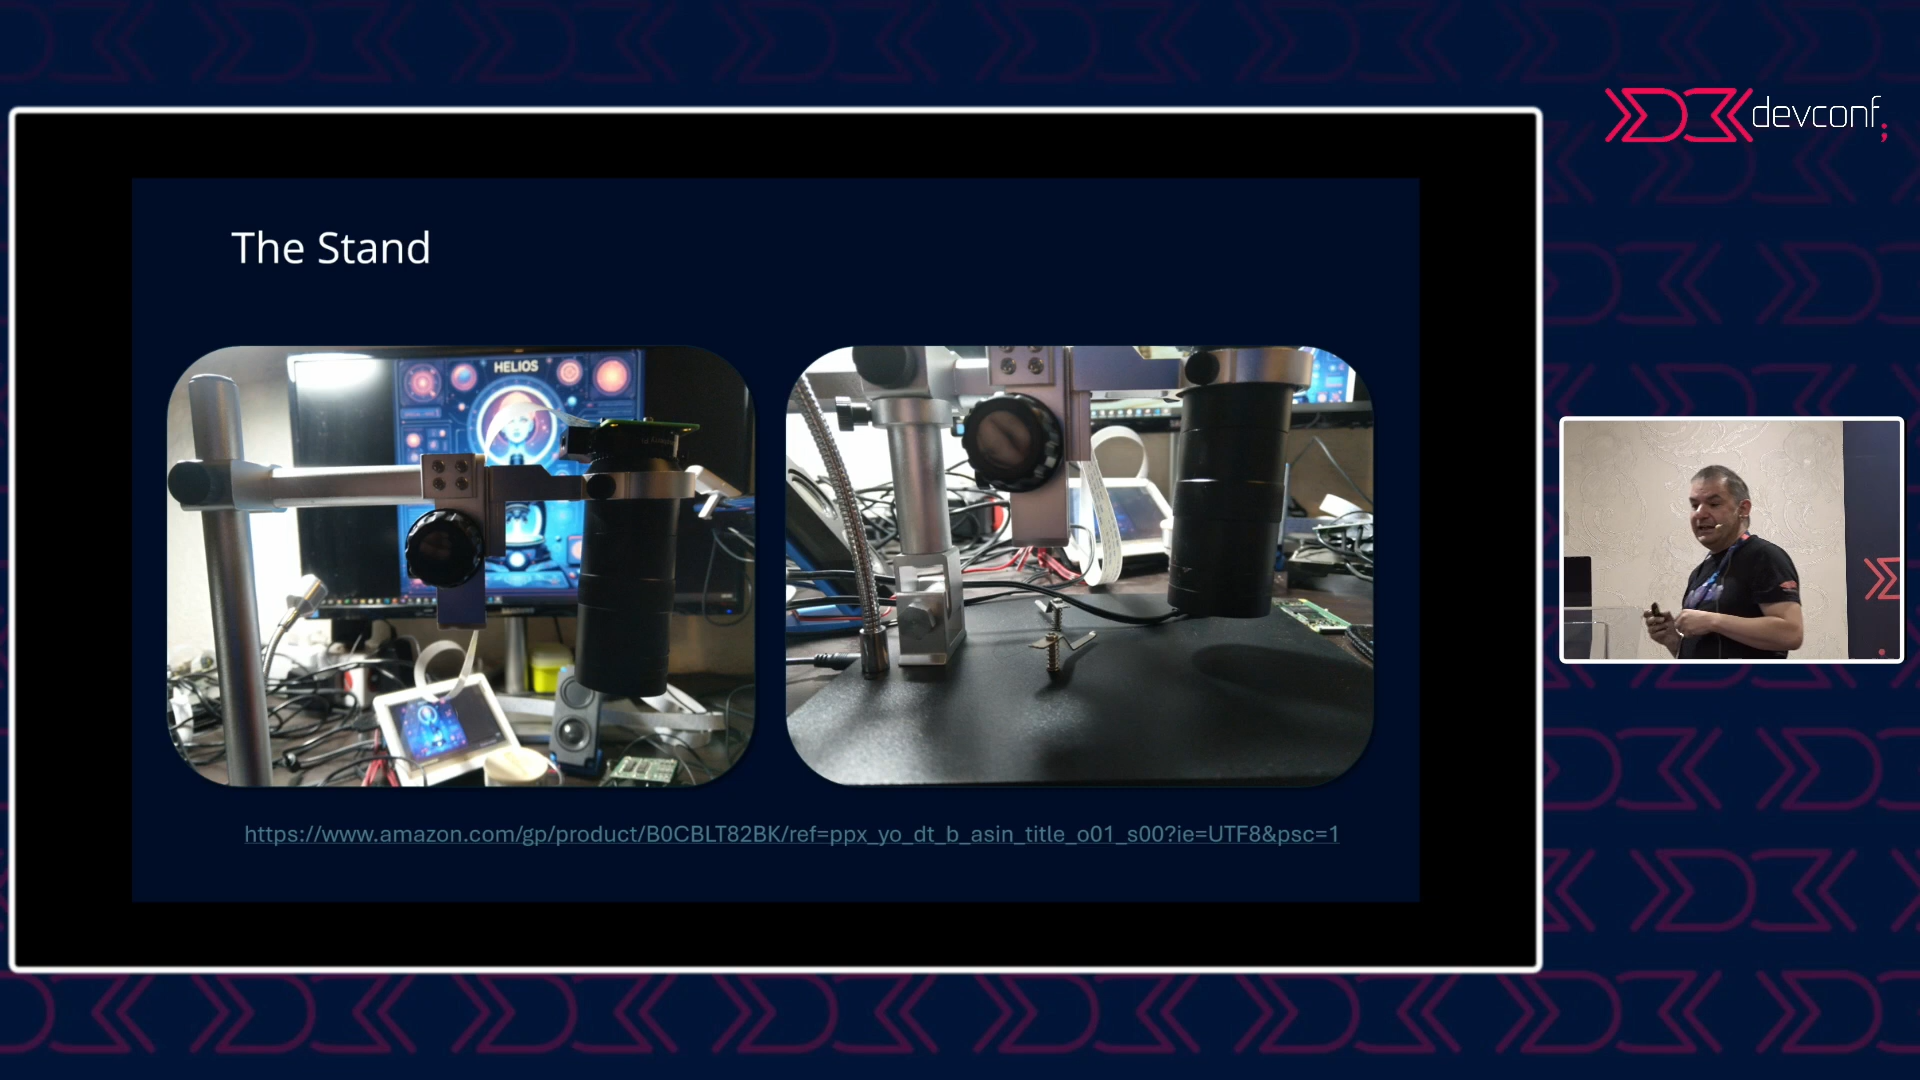 devconf;
The Stand
HELIOS
https://www.amazon.com/gp/product/B0CBLT82BK/ref=ppx_yo_dt_b_asin_title_o01_s00?ie=UTF8&psc=1